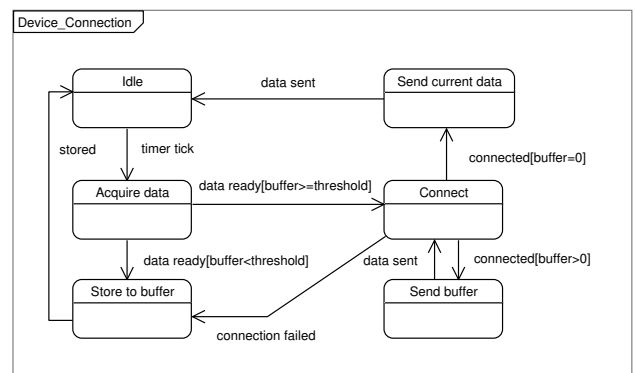 Device_Connection
Idle
data sent
Send current data
stored
timer tick
connected[buffer=0]
Acquire data
data ready[buffer>=threshold]
Connect
data ready[buffer<threshold]
data sent
connected[buffer>0]
Store to buffer
Send buffer
connection failed